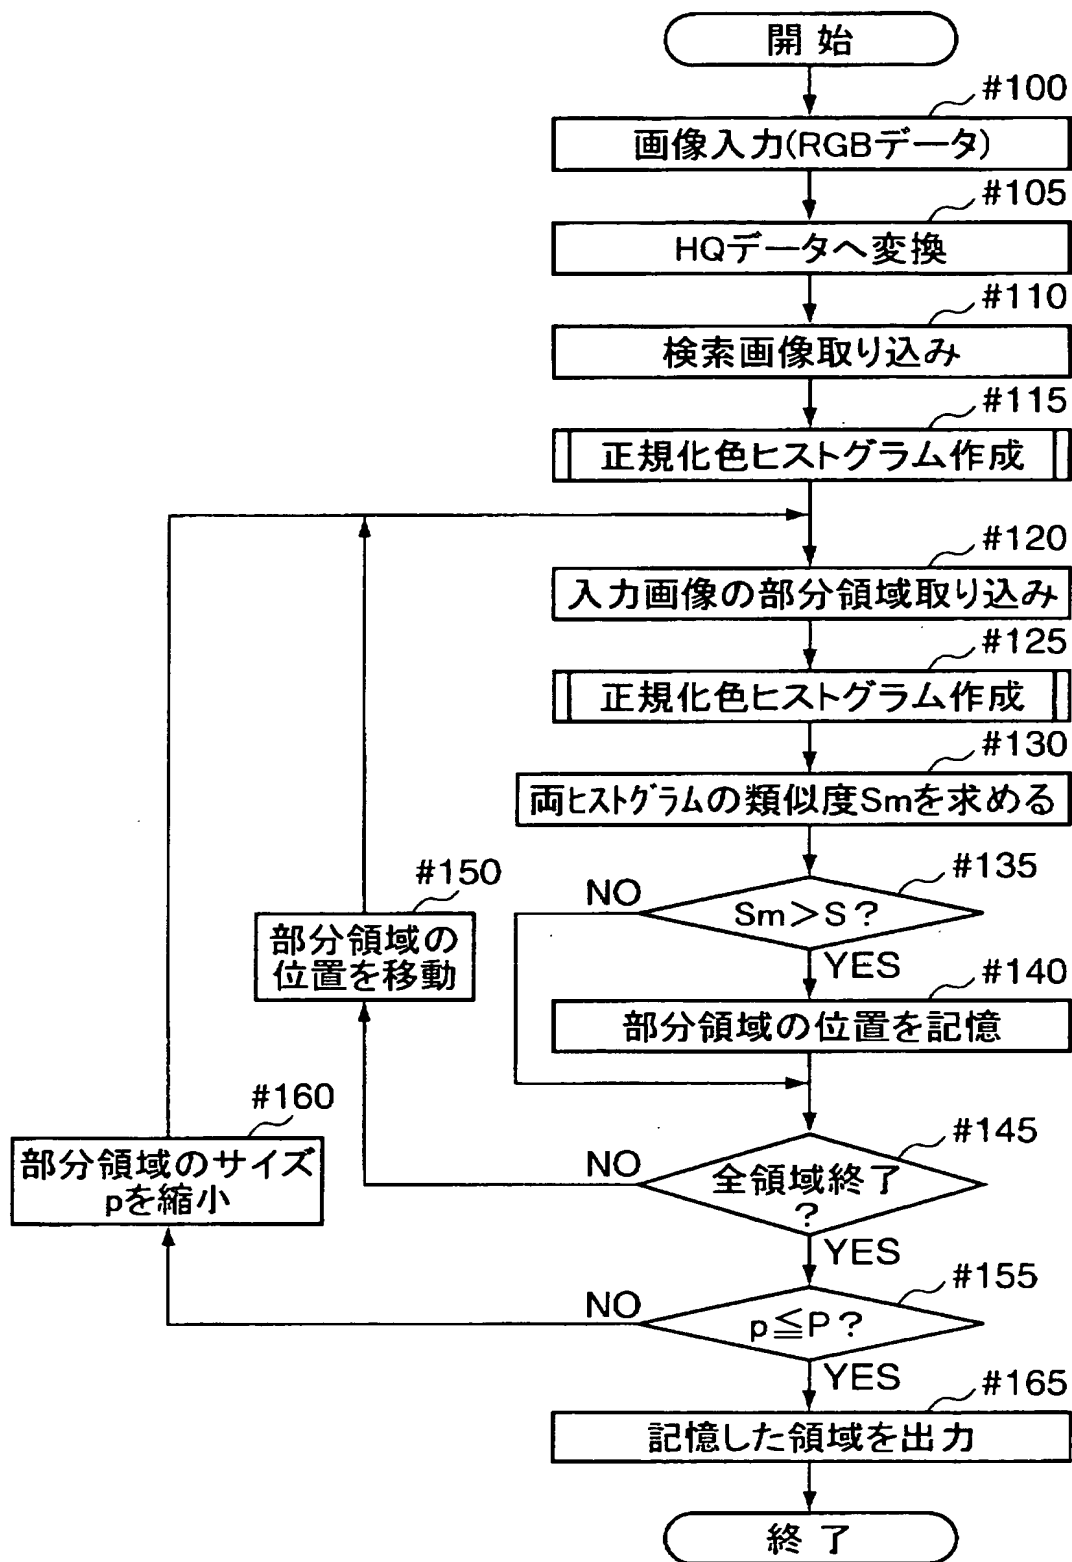 開始
#100
画像入力(RGBデータ)
#105
HQデータへ変換
#110
検索画像取り込み
#115
正規化色ヒストグラム作成
#120
入力画像の部分領域取り込み
#125
正規化色ヒストグラム作成
#130
両ヒストグラムの類似度Smを求める
#135
Sm>S?
NO
YES
#140
部分領域の位置を記憶
#150
部分領域の
位置を移動
#145
全領域終了
?
NO
YES
#160
部分領域のサイズ
pを縮小
#155
p≦P?
NO
YES
#165
記憶した領域を出力
終了